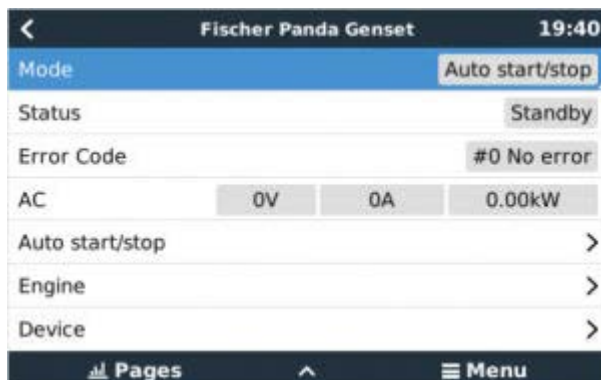 Fischer Panda Genset 19:40
Mode Auto start/stop
Status Standby
Error Code #0 No error
AC 0V 0A 0.00kW
Auto start/stop
Engine
Device
Pages Menu